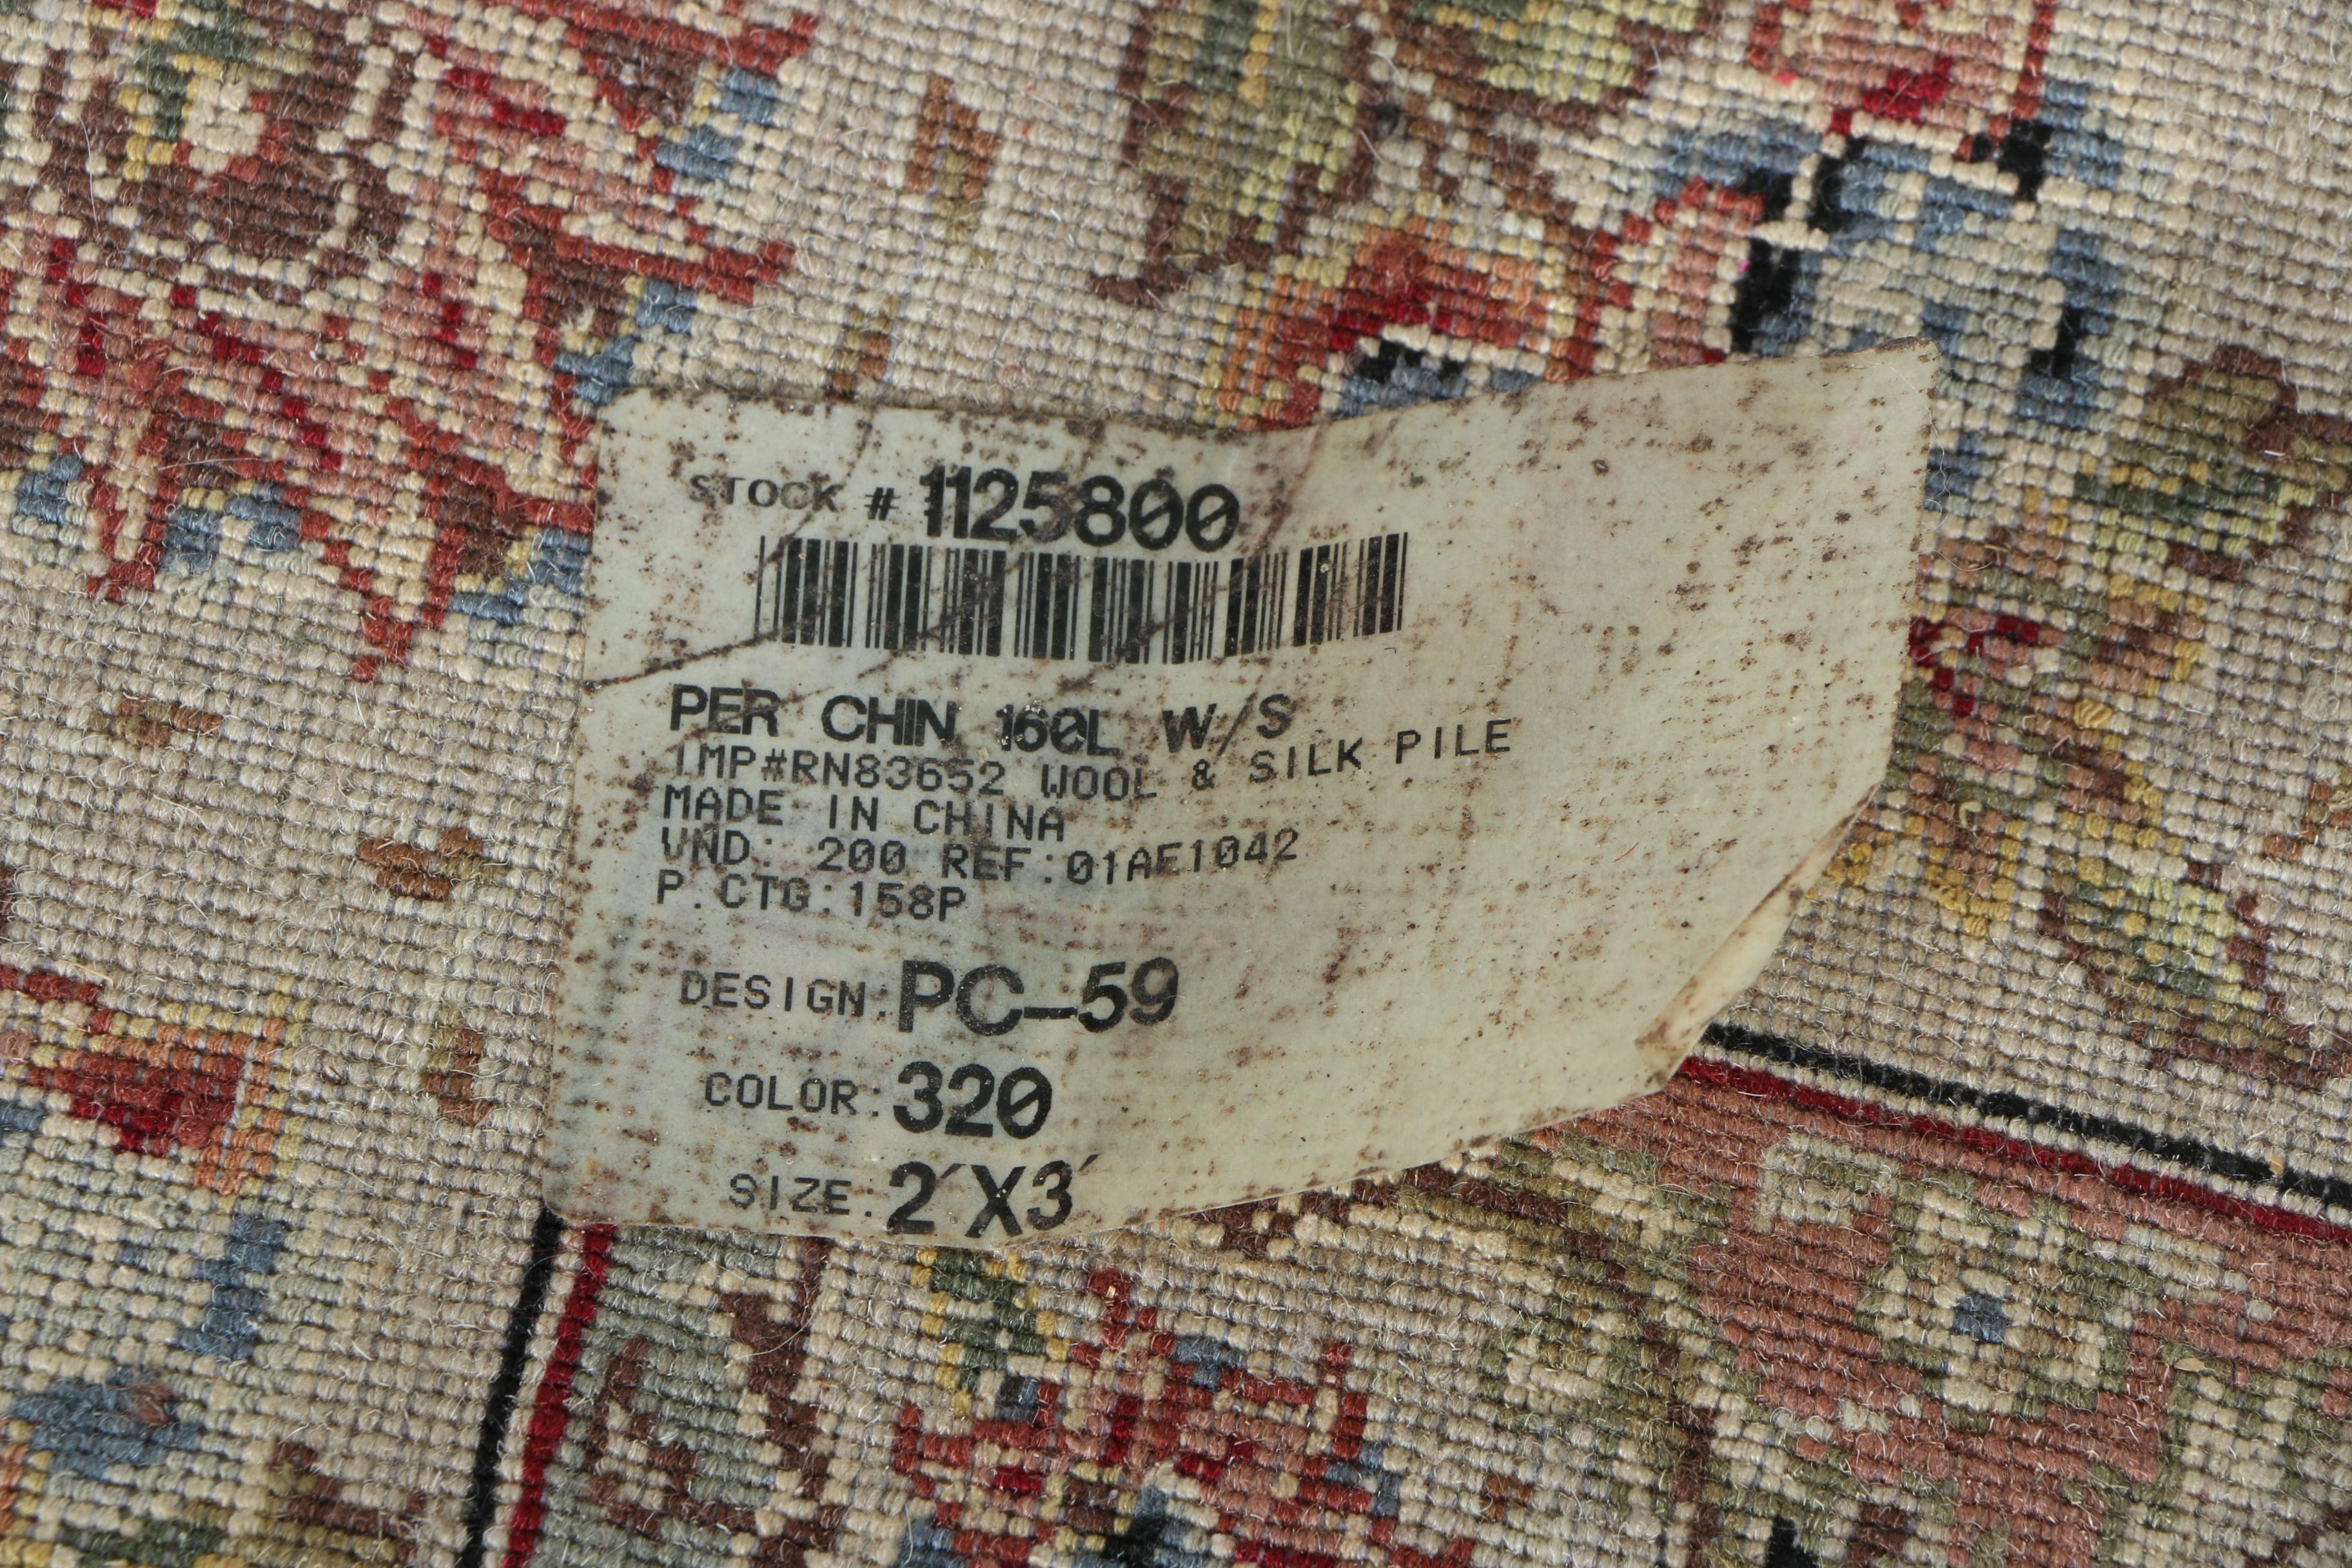 STOCK # 1125800
PER CHIN 160L W/S
IMP#RN83652 WOOL & SILK PILE
MADE IN CHINA
VND: 200 REF:01AE1042
P.CTG:158P
DESIGN:PC-59
COLOR:320
SIZE:2'X3'